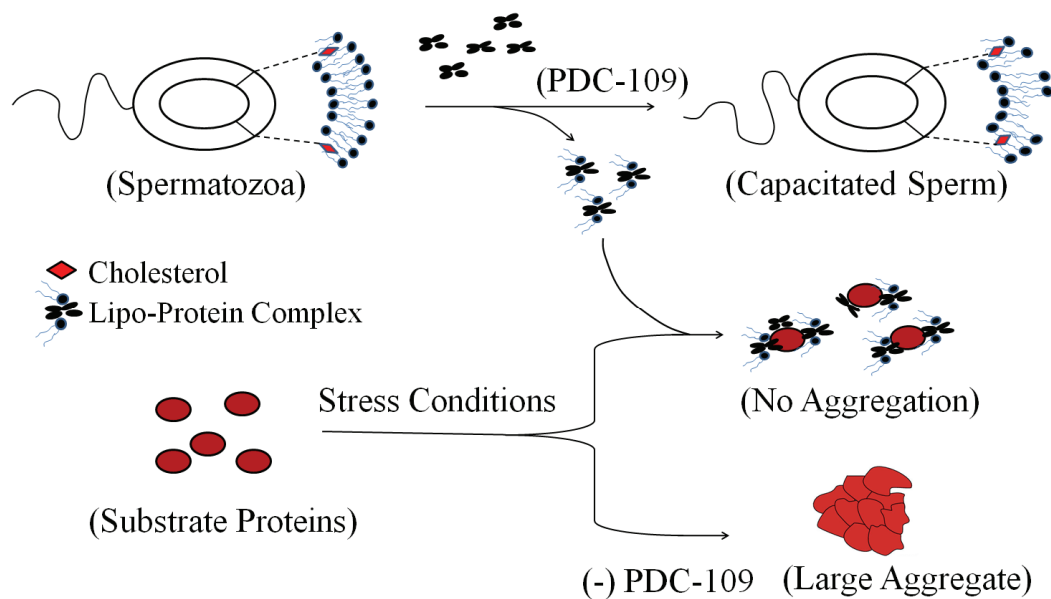 (PDC-109)
(Spermatozoa)
(Capacitated Sperm)
Cholesterol
Lipo-Protein Complex
Stress Conditions
(No Aggregation)
(Substrate Proteins)
(-) PDC-109
(Large Aggregate)